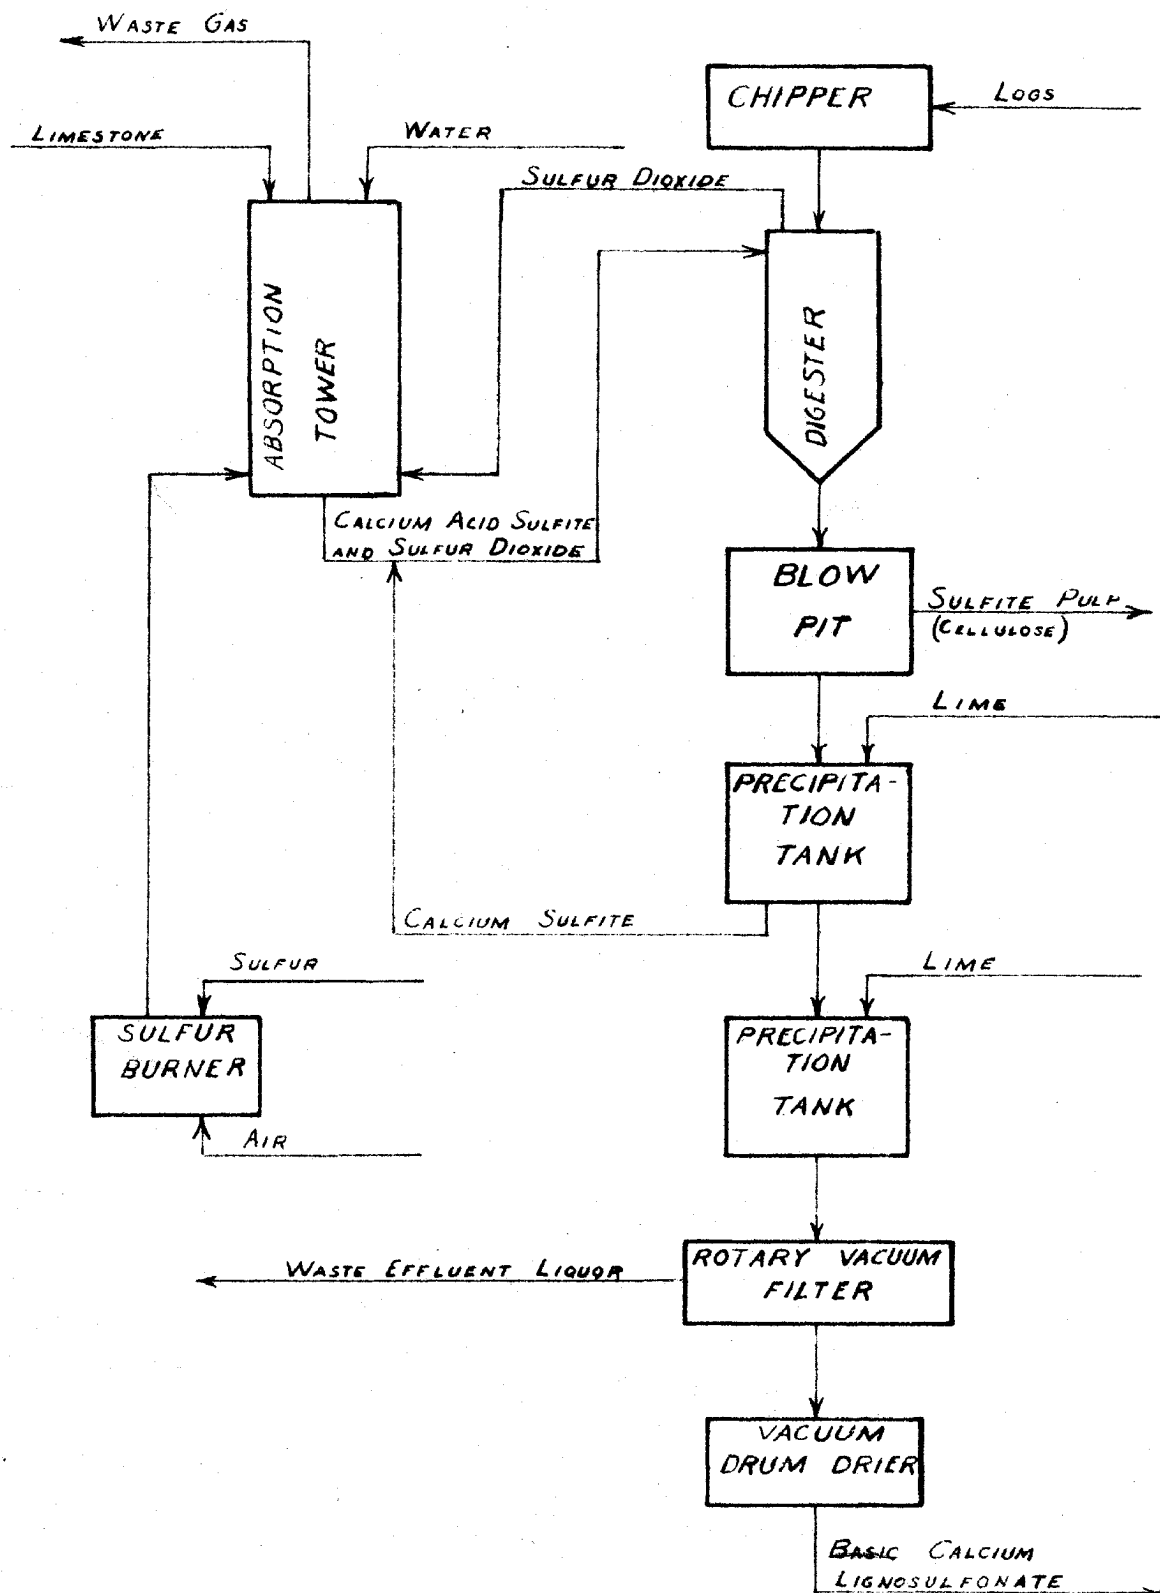 WASTE GAS
CHIPPER
LOGS
LIMESTONE
WATER
SULFUR DIOXIDE
ABSORPTION
TOWER
DIGESTER
CALCIUM ACID SULFITE
AND SULFUR DIOXIDE
BLOW
PIT
SULFITE PULP
(CELLULOSE)
LIME
PRECIPITA-
TION
TANK
CALCIUM SULFITE
SULFUR
LIME
SULFUR
BURNER
PRECIPITA-
TION
TANK
AIR
WASTE EFFLUENT LIQUOR
ROTARY VACUUM
FILTER
VACUUM
DRUM DRIER
BASIC CALCIUM
LIGNOSULFONATE